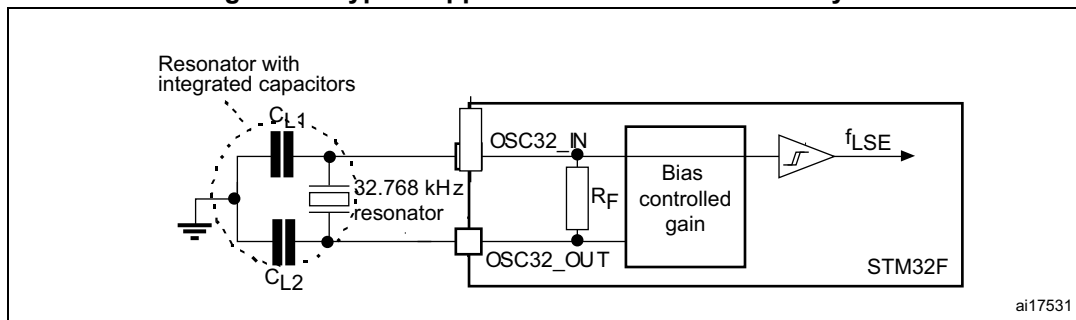 Resonator with
integrated capacitors
CL1
OSC32_IN
fLSE
32.768 kHz
resonator
RF
Bias
controlled
gain
OSC32_OUT
STM32F
CL2
ai17531